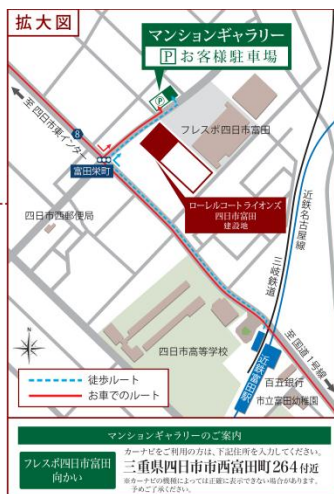 拡大図
マンションギャラリー
P お客様駐車場
至 四日市東インター
8
P
富田栄町
フレスポ四日市富田
ローレルコートライオンズ
四日市富田
建設地
近鉄名古屋線
三岐鉄道
四日市西郵便局
四日市高等学校
至 国道1号線
近鉄富田駅
百五銀行
市立富田幼稚園
徒歩ルート
お車でのルート
マンションギャラリーのご案内
フレスポ四日市富田
向かい
カーナビをご利用の方は、下記住所を入力してください。
三重県四日市市西富田町264付近
※カーナビの機種によっては正確に表示できない場合があります。
予めご了承ください。